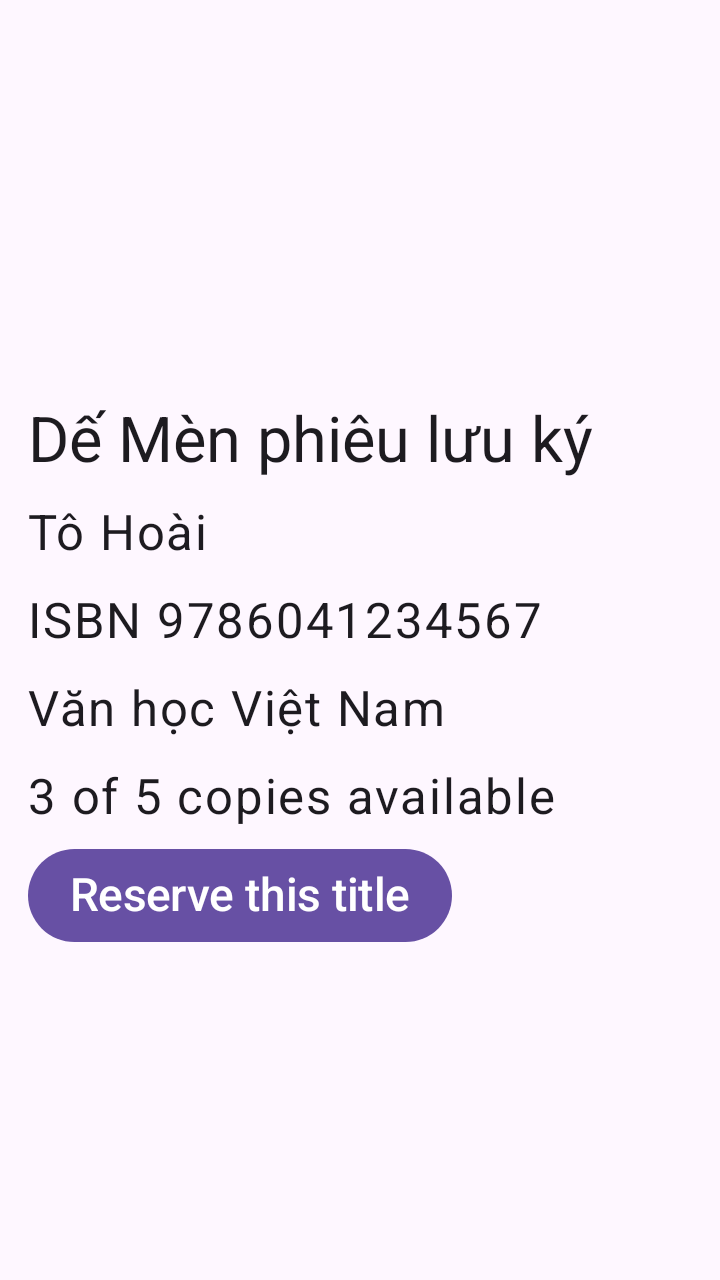 Dế Mèn phiêu lưu ký
Tô Hoài
ISBN 9786041234567
Văn học Việt Nam
3 of 5 copies available
Reserve this title